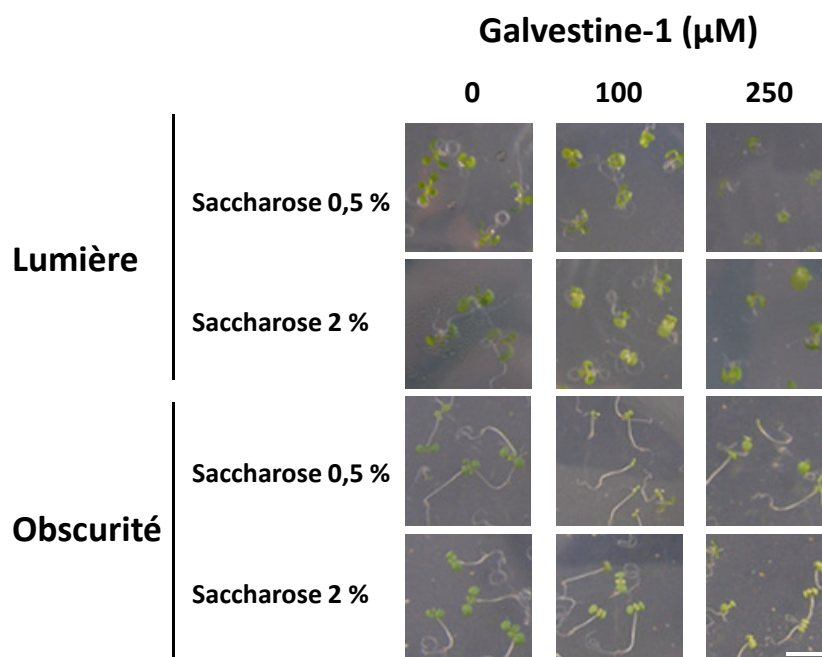 Galvestine-1 (µM)
0 100 250
Lumière
Saccharose 0,5 %
Saccharose 2 %
Obscurité
Saccharose 0,5 %
Saccharose 2 %